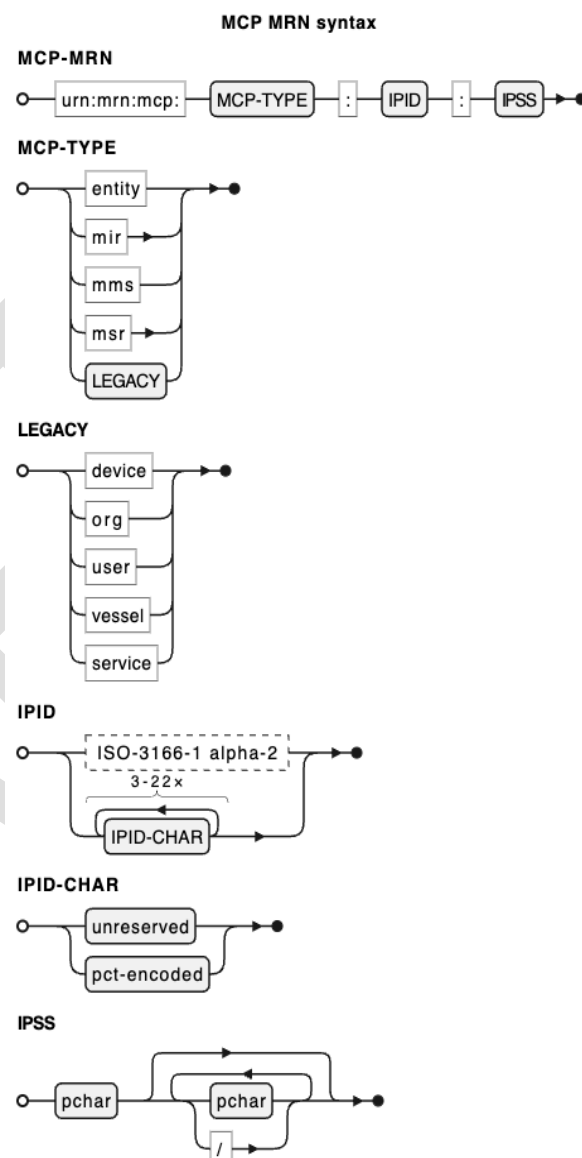 MCP MRN syntax
MCP-MRN
urn:mrn:mcp: MCP-TYPE : IPID : IPSS
MCP-TYPE
entity
mir
mms
msr
LEGACY
LEGACY
device
org
user
vessel
service
IPID
ISO-3166-1 alpha-2
3-22×
IPID-CHAR
IPID-CHAR
unreserved
pct-encoded
IPSS
pchar pchar
/